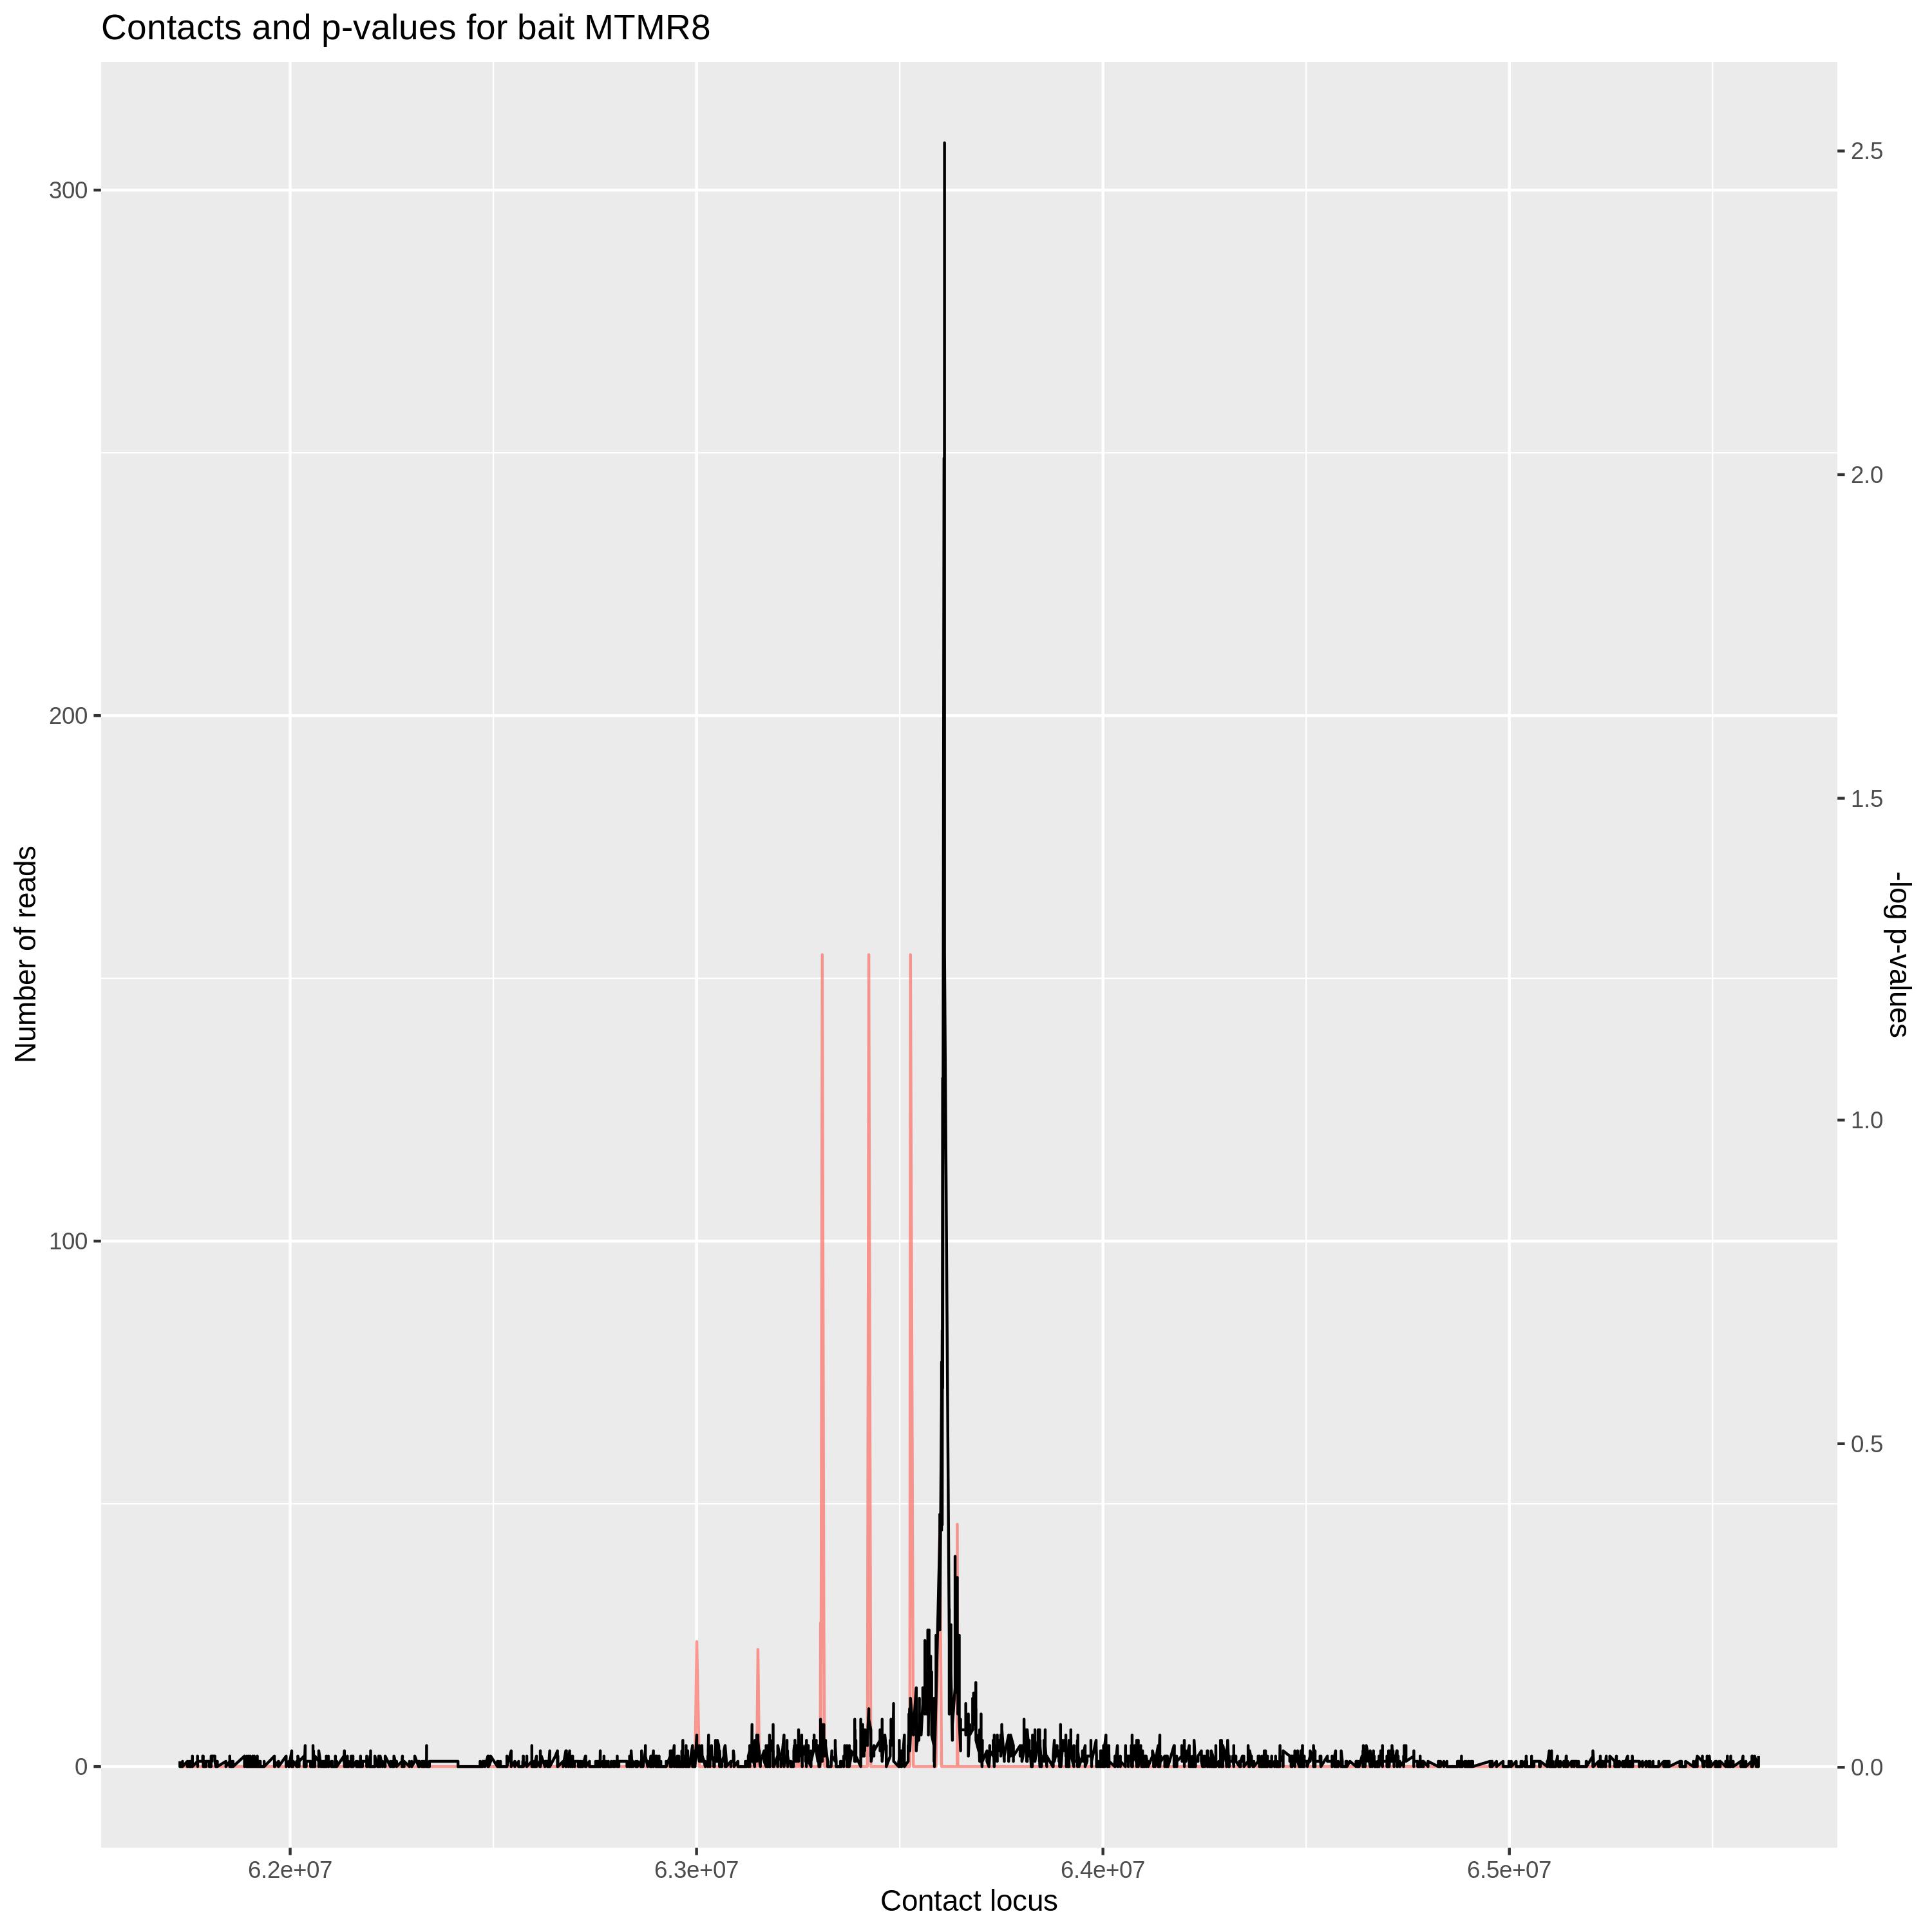 Contacts and p-values for bait MTMR8
300
200
100
0
Number of reads
2.5
2.0
1.5
1.0
0.5
0.0
-log p-values
6.2e+07
6.3e+07
6.4e+07
6.5e+07
Contact locus